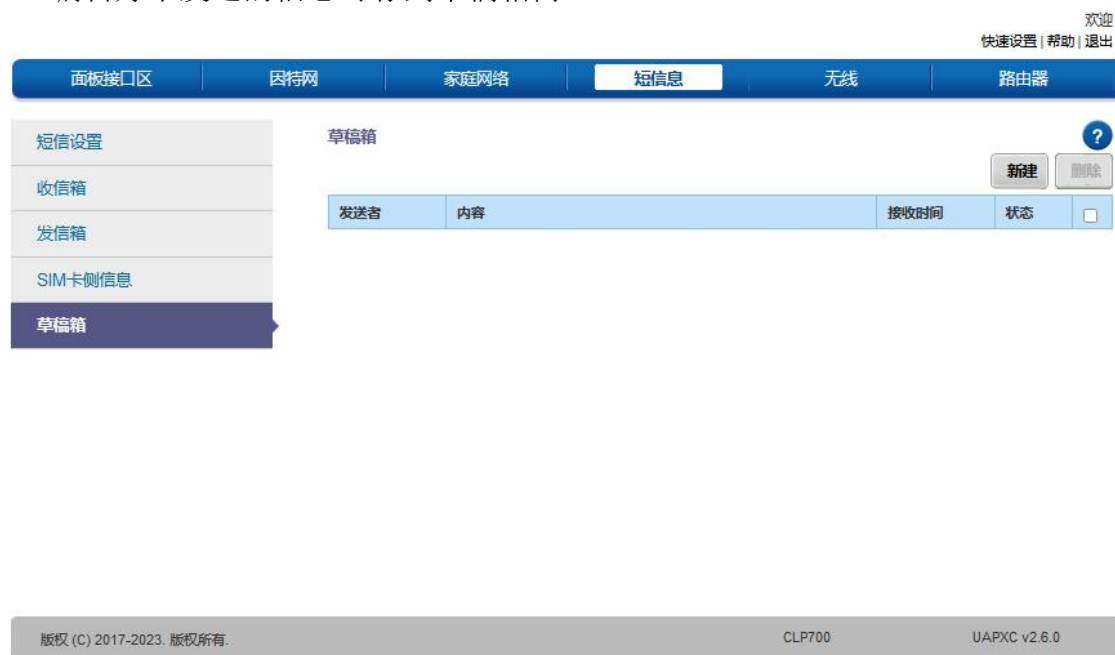 欢迎
快速设置 | 帮助 | 退出
面板接口区 因特网 家庭网络 短信息 无线 路由器
短信设置
收信箱
发信箱
SIM卡侧信息
草稿箱
草稿箱
?
新建 删除
发送者 内容 接收时间 状态
版权 (C) 2017-2023. 版权所有. CLP700 UAPXC v2.6.0